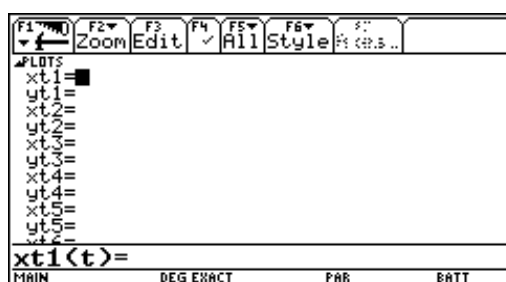 F1 F2 F3 F4 F5 F6
Zoom Edit ✓ All Style
PLOTS
xt1=
yt1=
xt2=
yt2=
xt3=
yt3=
xt4=
yt4=
xt5=
yt5=
xt1(t)=
MAIN DEG EXACT PAR BATT